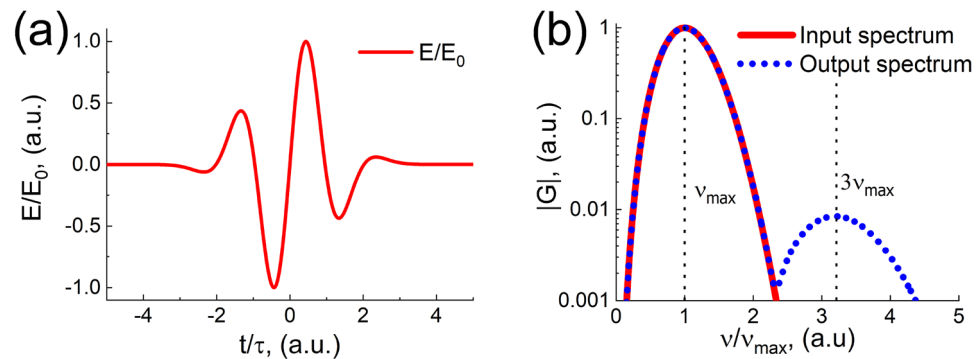 (a)
E/E0, (a.u.)
1.0
0.5
0.0
-0.5
-1.0
E/E0
-4 -2 0 2 4
t/τ, (a.u.)
(b)
|G|, (a.u.)
1
0.1
0.01
0.001
Input spectrum
Output spectrum
νmax
3νmax
0 1 2 3 4 5
ν/νmax, (a.u)